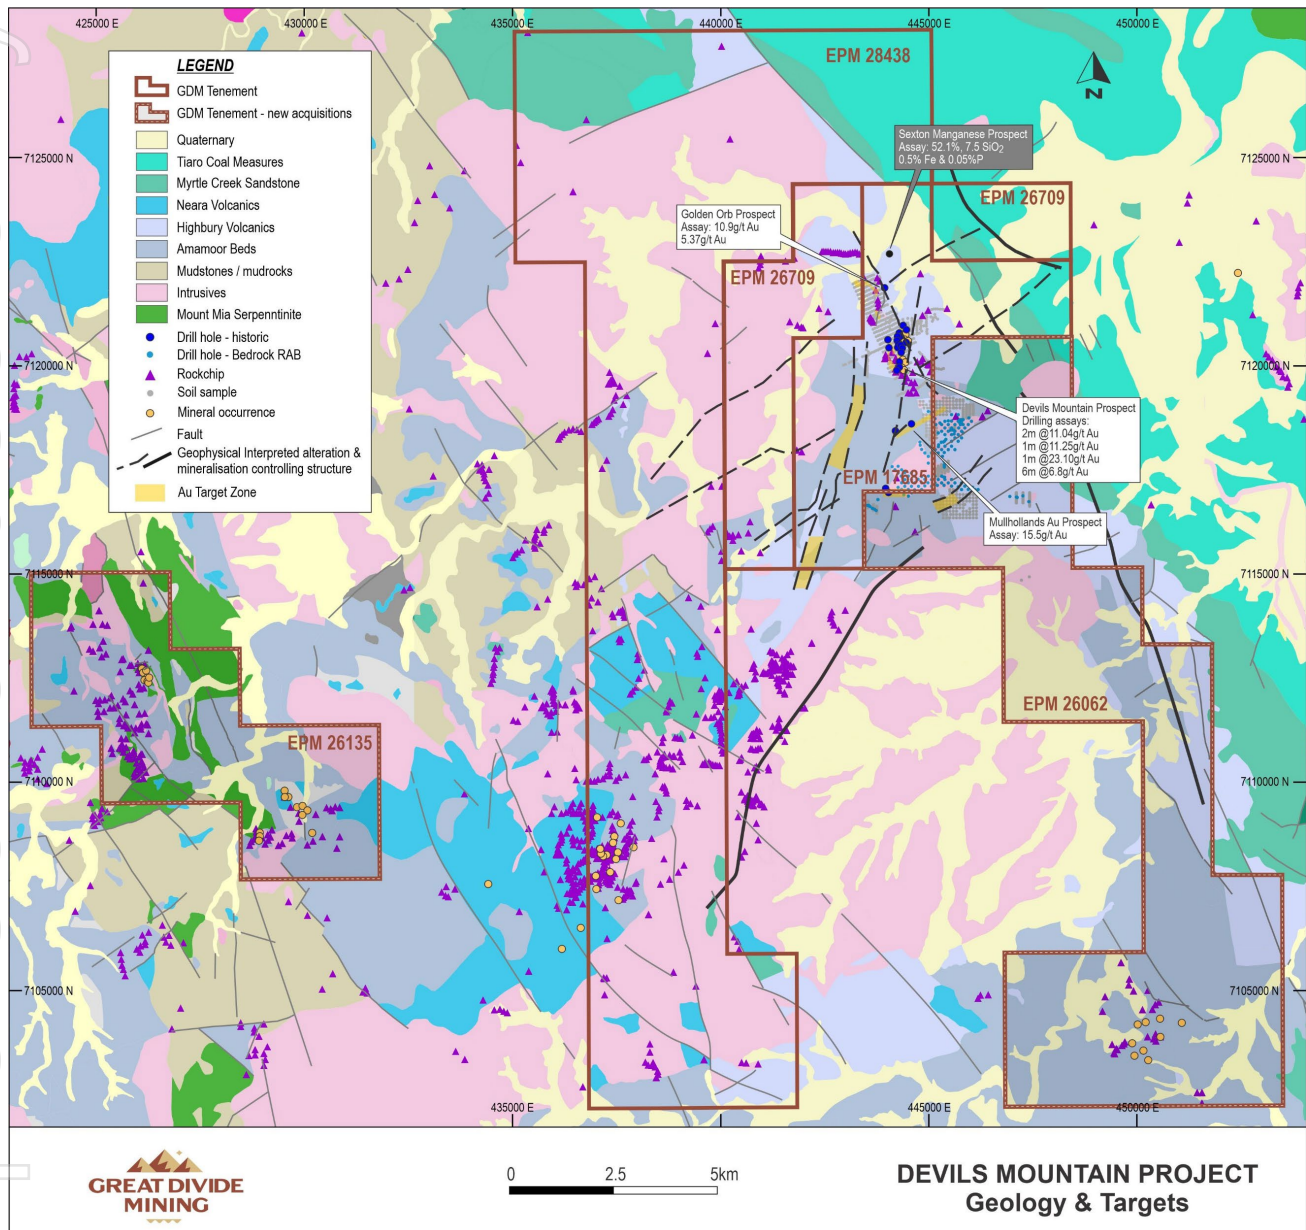 425000 E
430000 E
435000 E
440000 E
445000 E
450000 E
LEGEND
GDM Tenement
GDM Tenement - new acquisitions
Quaternary
Tiaro Coal Measures
Myrtle Creek Sandstone
Neara Volcanics
Highbury Volcanics
Amamoor Beds
Mudstones / mudrocks
Intrusives
Mount Mia Serpenntinite
Drill hole - historic
Drill hole - Bedrock RAB
Rockchip
Soil sample
Mineral occurrence
Fault
Geophysical Interpreted alteration &
mineralisation controlling structure
Au Target Zone
EPM 28438
N
Sexton Manganese Prospect
Assay: 52.1%, 7.5 SiO2
0.5% Fe & 0.05%P
7125000 N
7125000 N
EPM 26709
Golden Orb Prospect
Assay: 10.9g/t Au
5.37g/t Au
EPM 26709
7120000 N
7120000 N
Devils Mountain Prospect
Drilling assays:
2m @11.04g/t Au
1m @11.25g/t Au
1m @23.10g/t Au
6m @6.8g/t Au
EPM 17685
Mullhollands Au Prospect
Assay: 15.5g/t Au
7115000 N
7115000 N
EPM 26062
EPM 26135
7110000 N
7110000 N
7105000 N
7105000 N
435000 E
445000 E
450000 E
GREAT DIVIDE
MINING
0
2.5
5km
DEVILS MOUNTAIN PROJECT
Geology & Targets